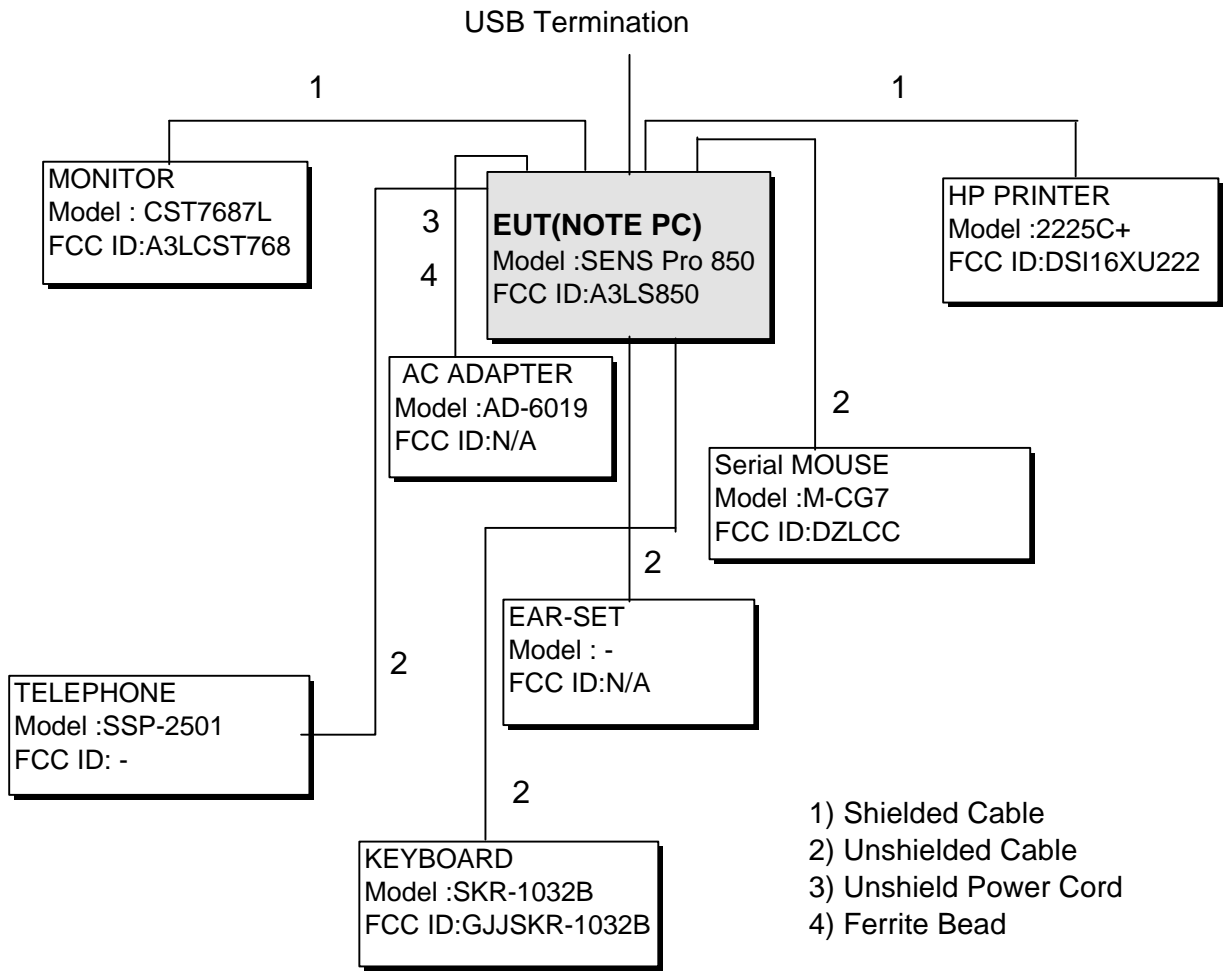 USB Termination
1
1
MONITOR
Model : CST7687L
FCC ID:A3LCST768
3
4
EUT(NOTE PC)
Model :SENS Pro 850
FCC ID:A3LS850
HP PRINTER
Model :2225C+
FCC ID:DSI16XU222
AC ADAPTER
Model :AD-6019
FCC ID:N/A
2
Serial MOUSE
Model :M-CG7
FCC ID:DZLCC
2
EAR-SET
Model : -
FCC ID:N/A
2
TELEPHONE
Model :SSP-2501
FCC ID: -
2
KEYBOARD
Model :SKR-1032B
FCC ID:GJJSKR-1032B
1) Shielded Cable
2) Unshielded Cable
3) Unshield Power Cord
4) Ferrite Bead